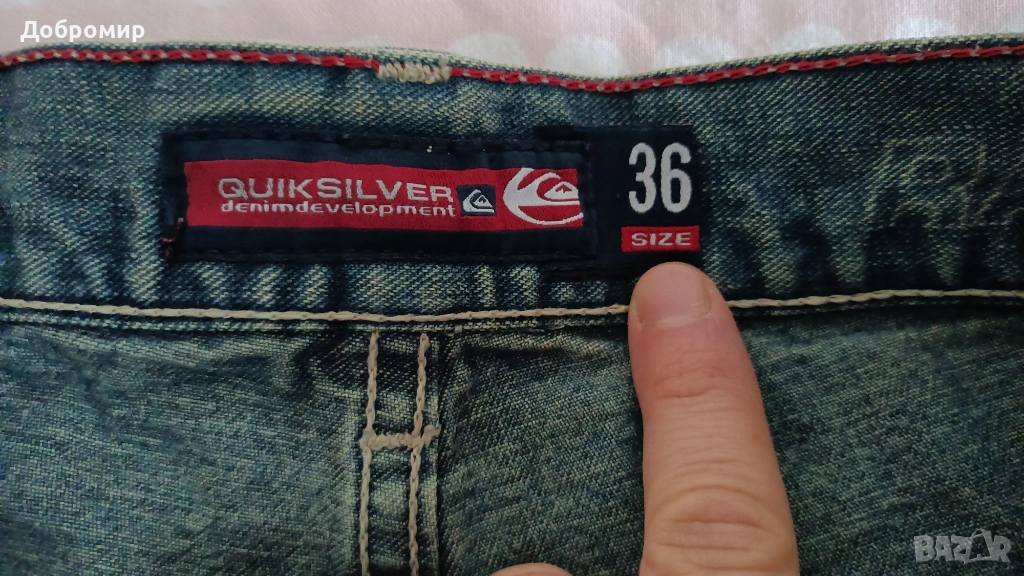 Добромир
QUIKSILVER
denimdevelopment
36
SIZE
BAZAR